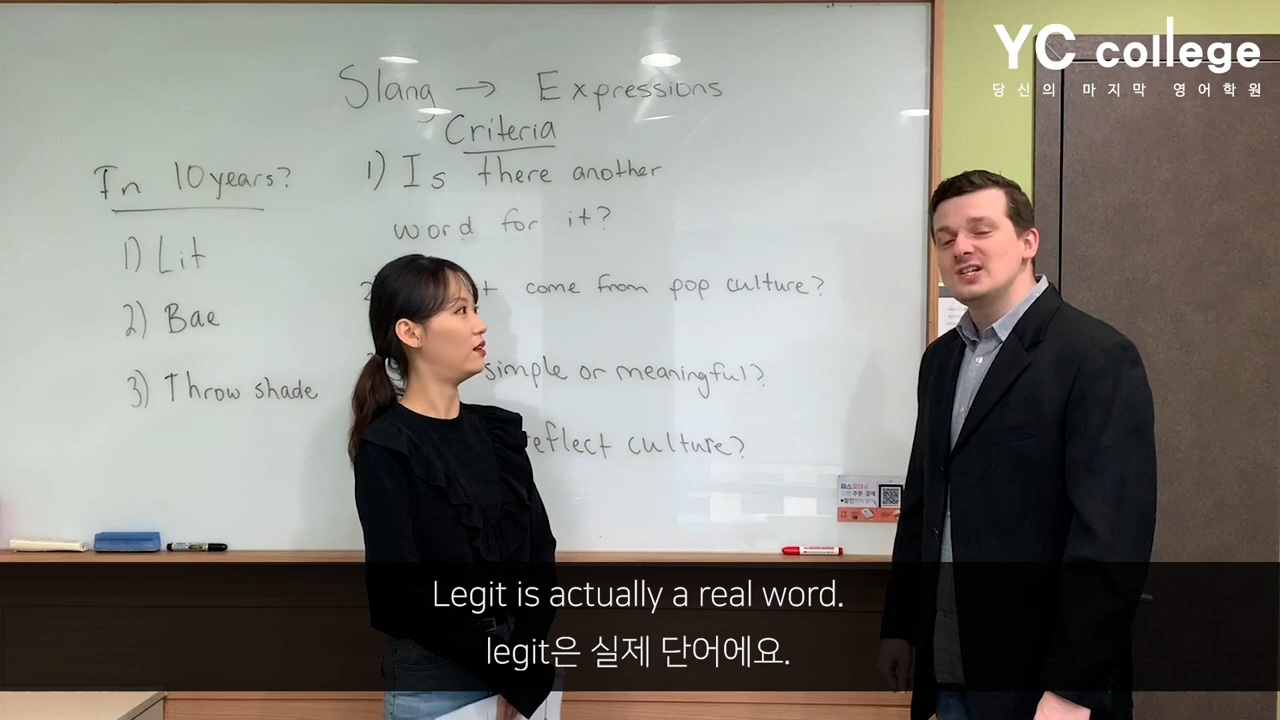 YC college
당신의 마지막 영어학원
Slang → Expressions
Criteria
1) Is there another
word for it?
come from pop culture?
simple or meaningful?
reflect culture?
In 10 years?
1) Lit
2) Bae
3) Throw shade
Legit is actually a real word.
legit은 실제 단어에요.